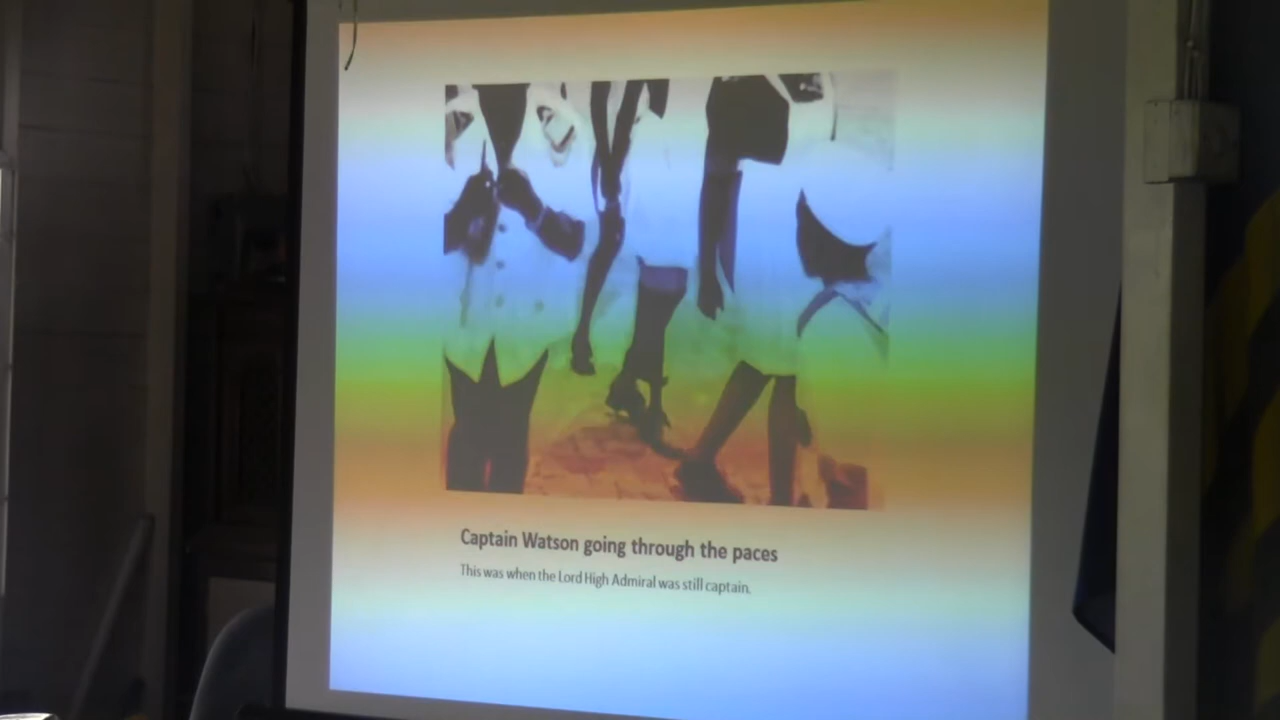 Captain Watson going through the paces
This was when the Lord High Admiral was still captain.